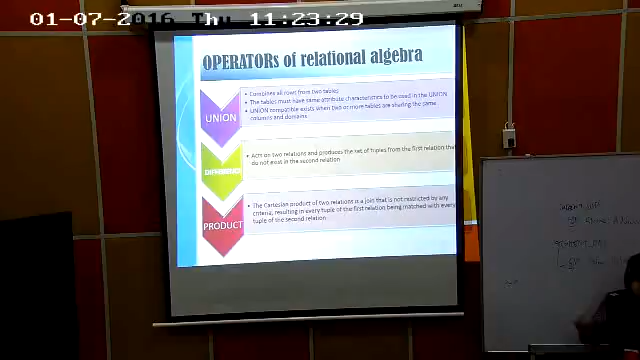 01-07-2016 Thu 11:23:29
OPERATORs of relational algebra
UNION
• Combines all rows from two tables
• The tables must have same attribute characteristics to be used in the UNION
• UNION compatible exists when two or more tables are sharing the same
columns and domains
DIFFERENCE
• Acts on two relations and produces the set of Triples from the first relation that
do not exist in the second relation
PRODUCT
• The Cartesian product of two relations is a join that is not restricted by any
criteria, resulting in every tuple of the first relation being matched with every
tuple of the second relation